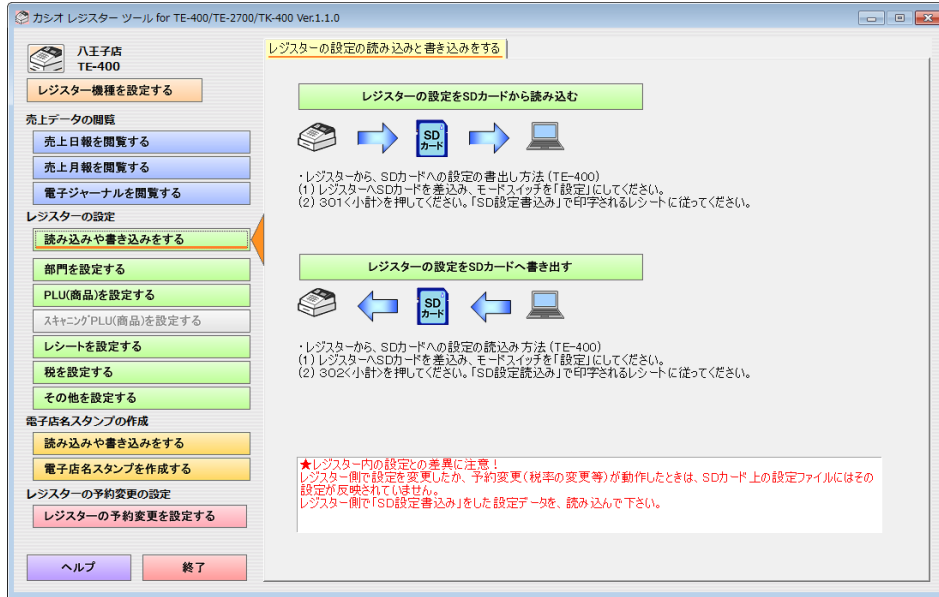 カシオ レジスター ツール for TE-400/TE-2700/TK-400 Ver.1.1.0
八王子店
TE-400
レジスター機種を設定する
売上データの閲覧
売上日報を閲覧する
売上月報を閲覧する
電子ジャーナルを閲覧する
レジスターの設定
読み込みや書き込みをする
部門を設定する
PLU(商品)を設定する
スキャニングPLU(商品)を設定する
レシートを設定する
税を設定する
その他を設定する
電子店名スタンプの作成
読み込みや書き込みをする
電子店名スタンプを作成する
レジスターの予約変更の設定
レジスターの予約変更を設定する
ヘルプ
終了
レジスターの設定の読み込みと書き込みをする
レジスターの設定をSDカードから読み込む
SD
カード
・レジスターから、SDカードへの設定の書出し方法(TE-400)
(1)レジスターへSDカードを差込み、モードスイッチを「設定」にしてください。
(2)301<小計>を押してください。「SD設定書込み」で印字されるレシートに従ってください。
レジスターの設定をSDカードへ書き出す
SD
カード
・レジスターから、SDカードへの設定の読込み方法(TE-400)
(1)レジスターへSDカードを差込み、モードスイッチを「設定」にしてください。
(2)302<小計>を押してください。「SD設定読込み」で印字されるレシートに従ってください。
★レジスター内の設定との差異に注意!
レジスター側で設定を変更したか、予約変更(税率の変更等)が動作したときは、SDカード上の設定ファイルにはその
設定が反映されていません。
レジスター側で「SD設定書込み」をした設定データを、読み込んで下さい。